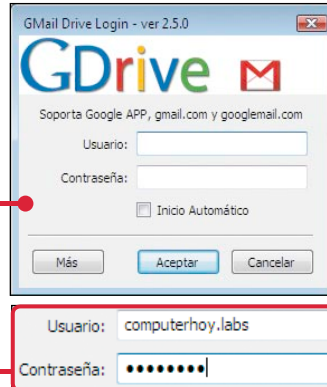 GMail Drive Login - ver 2.5.0
GDrive
Soporta Google APP, gmail.com y googlemail.com
Usuario:
Contraseña:
Inicio Automático
Más Aceptar Cancelar
Usuario: computerhoy.labs
Contraseña: ••••••••